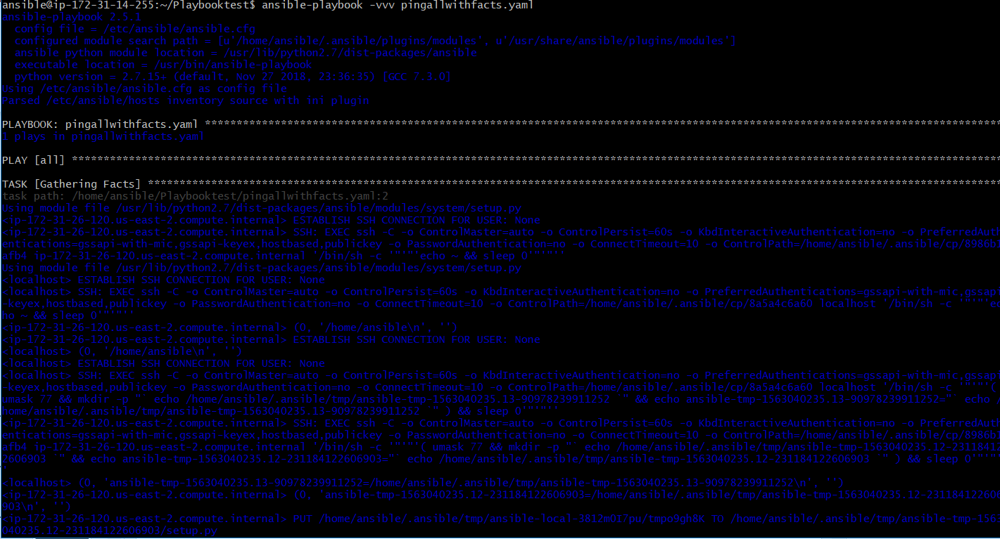 ansible@ip-172-31-14-255:~/Playbooktest$ ansible-playbook -vvv pingallwithfacts.yaml
ansible-playbook 2.5.1
  config file = /etc/ansible/ansible.cfg
  configured module search path = [u'/home/ansible/.ansible/plugins/modules', u'/usr/share/ansible/plugins/modules']
  ansible python module location = /usr/lib/python2.7/dist-packages/ansible
  executable location = /usr/bin/ansible-playbook
  python version = 2.7.15+ (default, Nov 27 2018, 23:36:35) [GCC 7.3.0]
Using /etc/ansible/ansible.cfg as config file
Parsed /etc/ansible/hosts inventory source with ini plugin

PLAYBOOK: pingallwithfacts.yaml ******************************************************************************************************************************
1 plays in pingallwithfacts.yaml

PLAY [all] ***************************************************************************************************************************************************

TASK [Gathering Facts] ***************************************************************************************************************************************
task path: /home/ansible/Playbooktest/pingallwithfacts.yaml:2
Using module file /usr/lib/python2.7/dist-packages/ansible/modules/system/setup.py
<ip-172-31-26-120.us-east-2.compute.internal> ESTABLISH SSH CONNECTION FOR USER: None
<ip-172-31-26-120.us-east-2.compute.internal> SSH: EXEC ssh -C -o ControlMaster=auto -o ControlPersist=60s -o KbdInteractiveAuthentication=no -o PreferredAuth
entications=gssapi-with-mic,gssapi-keyex,hostbased,publickey -o PasswordAuthentication=no -o ConnectTimeout=10 -o ControlPath=/home/ansible/.ansible/cp/8986b1
afb4 ip-172-31-26-120.us-east-2.compute.internal '/bin/sh -c '"'"'echo ~ && sleep 0'"'"''
Using module file /usr/lib/python2.7/dist-packages/ansible/modules/system/setup.py
<localhost> ESTABLISH SSH CONNECTION FOR USER: None
<localhost> SSH: EXEC ssh -C -o ControlMaster=auto -o ControlPersist=60s -o KbdInteractiveAuthentication=no -o PreferredAuthentications=gssapi-with-mic,gssapi
-keyex,hostbased,publickey -o PasswordAuthentication=no -o ConnectTimeout=10 -o ControlPath=/home/ansible/.ansible/cp/8a5a4c6a60 localhost '/bin/sh -c '"'"'ec
ho ~ && sleep 0'"'"''
<ip-172-31-26-120.us-east-2.compute.internal> (0, '/home/ansible\n', '')
<ip-172-31-26-120.us-east-2.compute.internal> ESTABLISH SSH CONNECTION FOR USER: None
<localhost> (0, '/home/ansible\n', '')
<localhost> ESTABLISH SSH CONNECTION FOR USER: None
<localhost> SSH: EXEC ssh -C -o ControlMaster=auto -o ControlPersist=60s -o KbdInteractiveAuthentication=no -o PreferredAuthentications=gssapi-with-mic,gssapi
-keyex,hostbased,publickey -o PasswordAuthentication=no -o ConnectTimeout=10 -o ControlPath=/home/ansible/.ansible/cp/8a5a4c6a60 localhost '/bin/sh -c '"'"'(
umask 77 && mkdir -p "` echo /home/ansible/.ansible/tmp/ansible-tmp-1563040235.13-90978239911252 `" && echo ansible-tmp-1563040235.13-90978239911252="` echo /
home/ansible/.ansible/tmp/ansible-tmp-1563040235.13-90978239911252 `" ) && sleep 0'"'"''
<ip-172-31-26-120.us-east-2.compute.internal> SSH: EXEC ssh -C -o ControlMaster=auto -o ControlPersist=60s -o KbdInteractiveAuthentication=no -o PreferredAuth
entications=gssapi-with-mic,gssapi-keyex,hostbased,publickey -o PasswordAuthentication=no -o ConnectTimeout=10 -o ControlPath=/home/ansible/.ansible/cp/8986b1
afb4 ip-172-31-26-120.us-east-2.compute.internal '/bin/sh -c '"'"'( umask 77 && mkdir -p "` echo /home/ansible/.ansible/tmp/ansible-tmp-1563040235.12-23118412
2606903 `" && echo ansible-tmp-1563040235.12-231184122606903="` echo /home/ansible/.ansible/tmp/ansible-tmp-1563040235.12-231184122606903 `" ) && sleep 0'"'"'
'
<localhost> (0, 'ansible-tmp-1563040235.13-90978239911252=/home/ansible/.ansible/tmp/ansible-tmp-1563040235.13-90978239911252\n', '')
<ip-172-31-26-120.us-east-2.compute.internal> (0, 'ansible-tmp-1563040235.12-231184122606903=/home/ansible/.ansible/tmp/ansible-tmp-1563040235.12-231184122606
903\n', '')
<ip-172-31-26-120.us-east-2.compute.internal> PUT /home/ansible/.ansible/tmp/ansible-local-3812m017pu/tmpo9gh8K TO /home/ansible/.ansible/tmp/ansible-tmp-1563
040235.12-231184122606903/setup.py